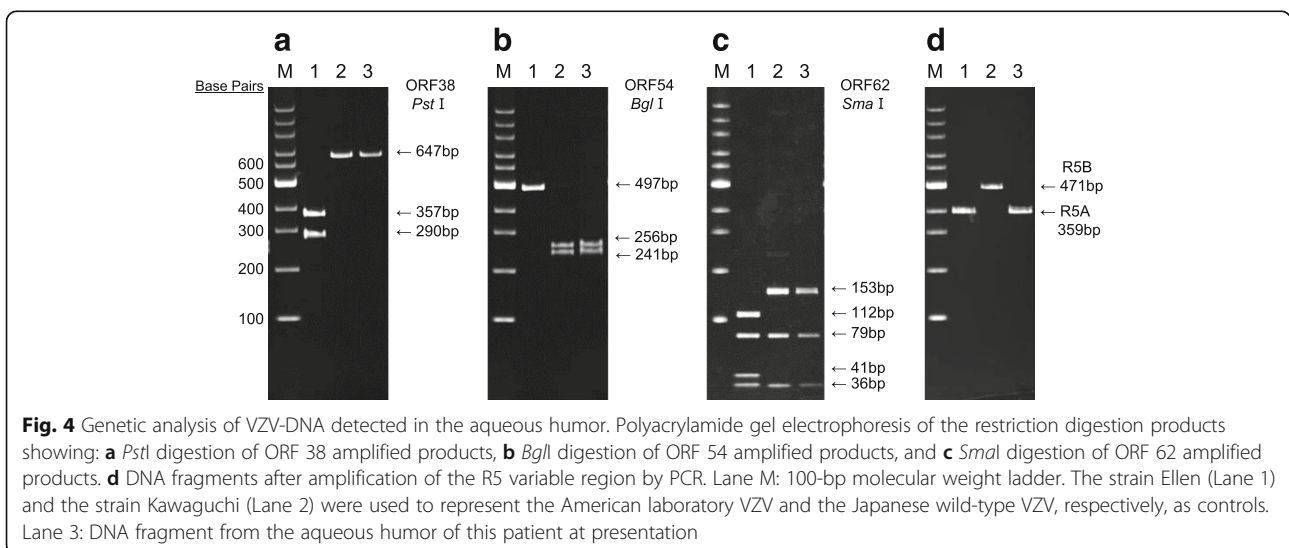 a
b
c
d
M 1 2 3
ORF38
Pst I
M 1 2 3
ORF54
Bgl I
M 1 2 3
ORF62
Sma I
M 1 2 3
Base Pairs
600
500
400
300
200
100
← 647bp
← 357bp
← 290bp
← 497bp
← 256bp
← 241bp
← 153bp
← 112bp
← 79bp
← 41bp
← 36bp
R5B
← 471bp
← R5A
359bp
Fig. 4 Genetic analysis of VZV-DNA detected in the aqueous humor. Polyacrylamide gel electrophoresis of the restriction digestion products
showing: a PstI digestion of ORF 38 amplified products, b BglI digestion of ORF 54 amplified products, and c SmaI digestion of ORF 62 amplified
products. d DNA fragments after amplification of the R5 variable region by PCR. Lane M: 100-bp molecular weight ladder. The strain Ellen (Lane 1)
and the strain Kawaguchi (Lane 2) were used to represent the American laboratory VZV and the Japanese wild-type VZV, respectively, as controls.
Lane 3: DNA fragment from the aqueous humor of this patient at presentation